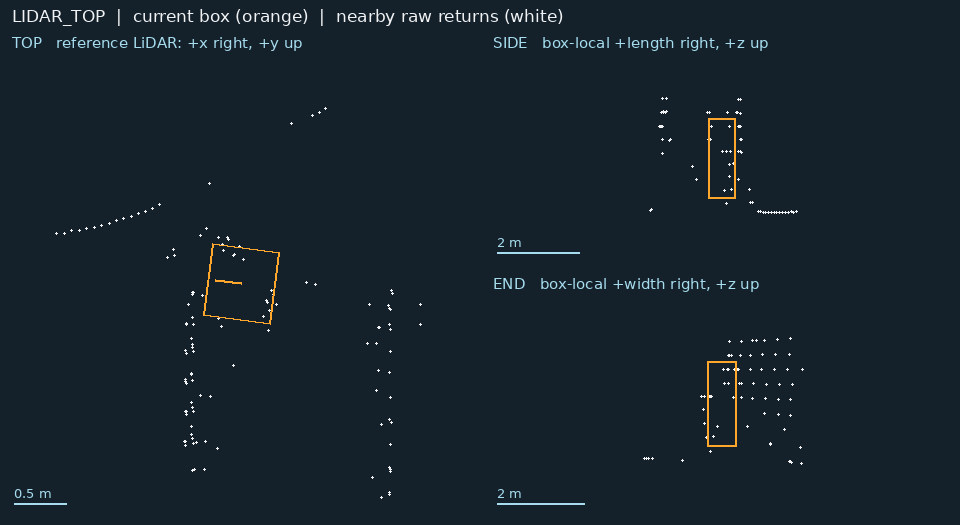 LIDAR_TOP  |  current box (orange)  |  nearby raw returns (white)
TOP   reference LiDAR: +x right, +y up
SIDE   box-local +length right, +z up
2 m
END   box-local +width right, +z up
0.5 m
2 m